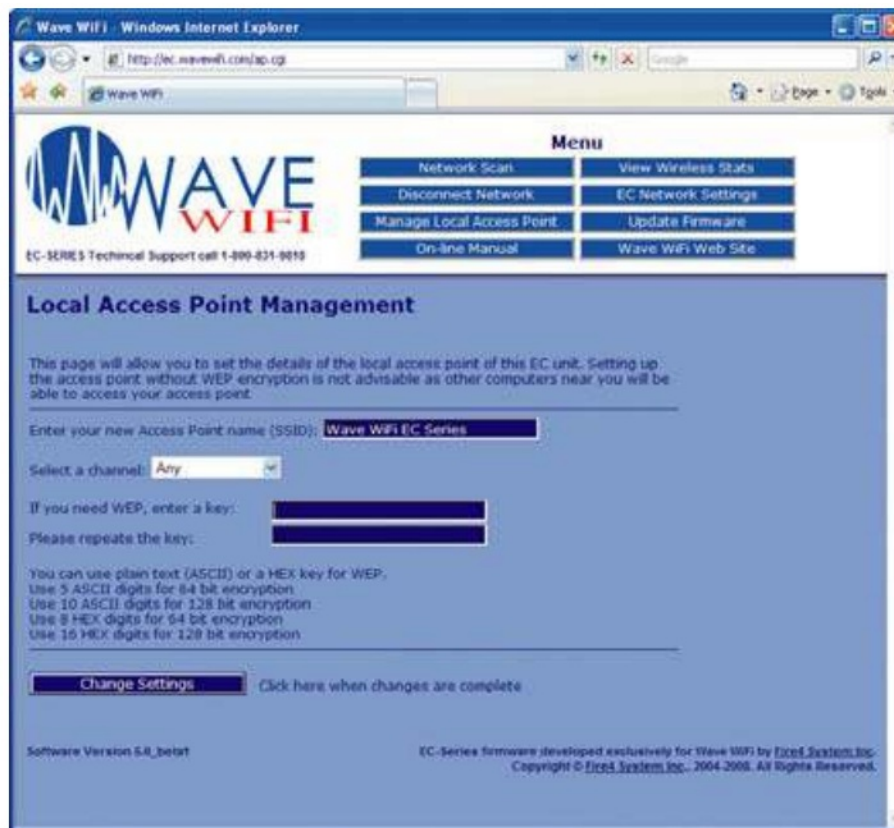 Wave WiFi - Windows Internet Explorer
http://ec.wavewifi.com/ap.cgi
Google
Wave WiFi
Page
Tools
WAVE
WIFI
EC-SERIES Techincal Support call
Menu
Network Scan
View Wireless Stats
Disconnect Network
EC Network Settings
Manage Local Access Point
Update Firmware
On-line Manual
Wave WiFi Web Site
Local Access Point Management
This page will allow you to set the details of the local access point of this EC unit. Setting up
the access point without WEP encryption is not advisable as other computers near you will be
able to access your access point
Enter your new Access Point name (SSID): Wave WiFi EC Series
Select a channel: Any
If you need WEP, enter a key:
Please repeate the key:
You can use plain text (ASCII) or a HEX key for WEP.
Use 5 ASCII digits for 64 bit encryption
Use 10 ASCII digits for 128 bit encryption
Use 8 HEX digits for 64 bit encryption
Use 16 HEX digits for 128 bit encryption
Change Settings
Click here when changes are complete
Software Version
EC-Series firmware developed exclusively for Wave WiFi by Fire4 System Inc.
Copyright © Fire4 System Inc., 2004-2008. All Rights Reserved.